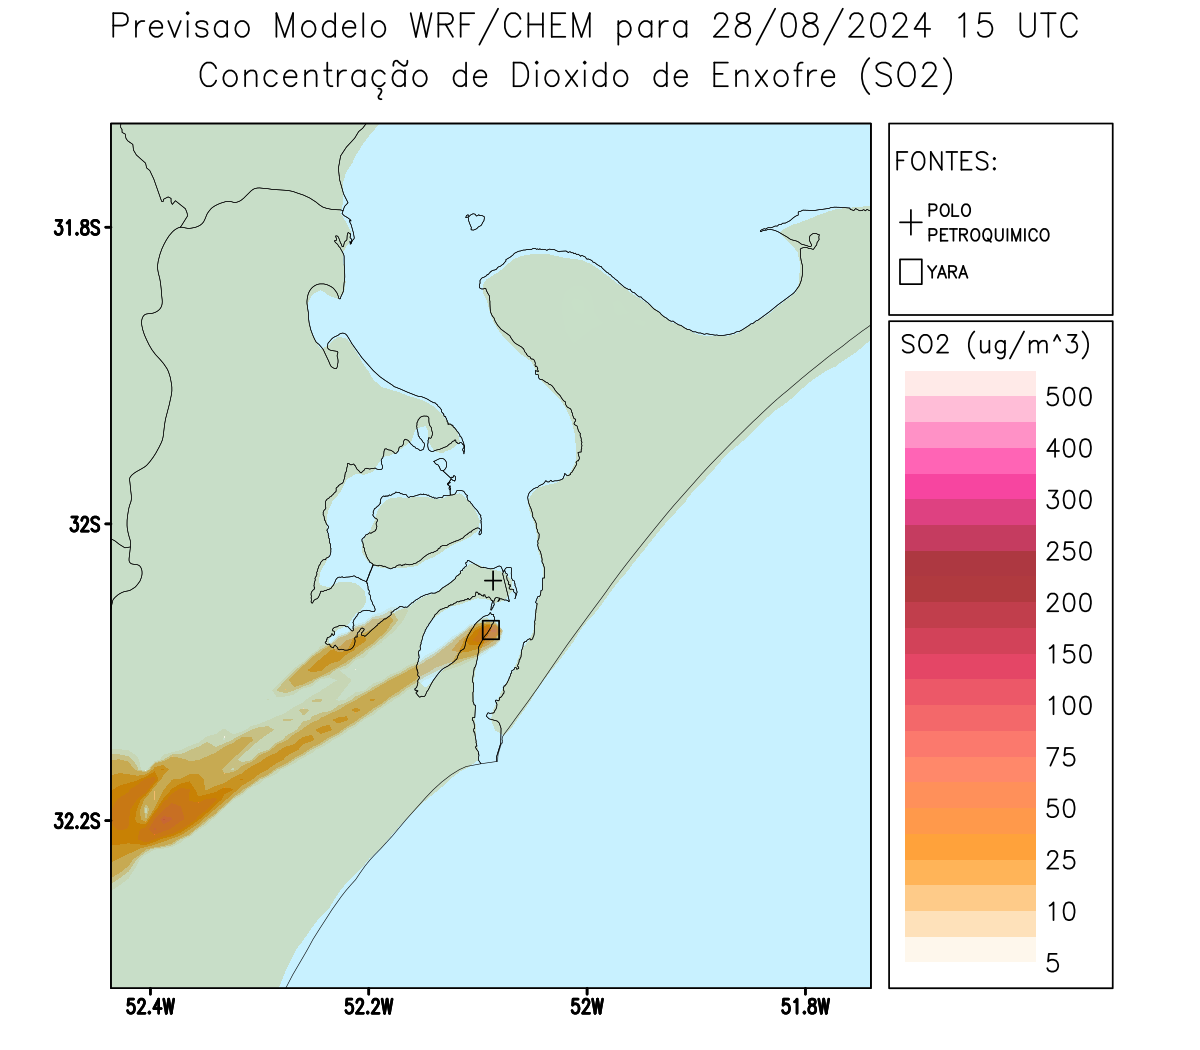 Previsao Modelo WRF/CHEM para 28/08/2024 15 UTC
Concentração de Dioxido de Enxofre (SO2)
FONTES:
POLO
PETROQUIMICO
YARA
31.8S
32S
32.2S
52.4W
52.2W
52W
51.8W
SO2 (ug/m^3)
500
400
300
250
200
150
100
75
50
25
10
5